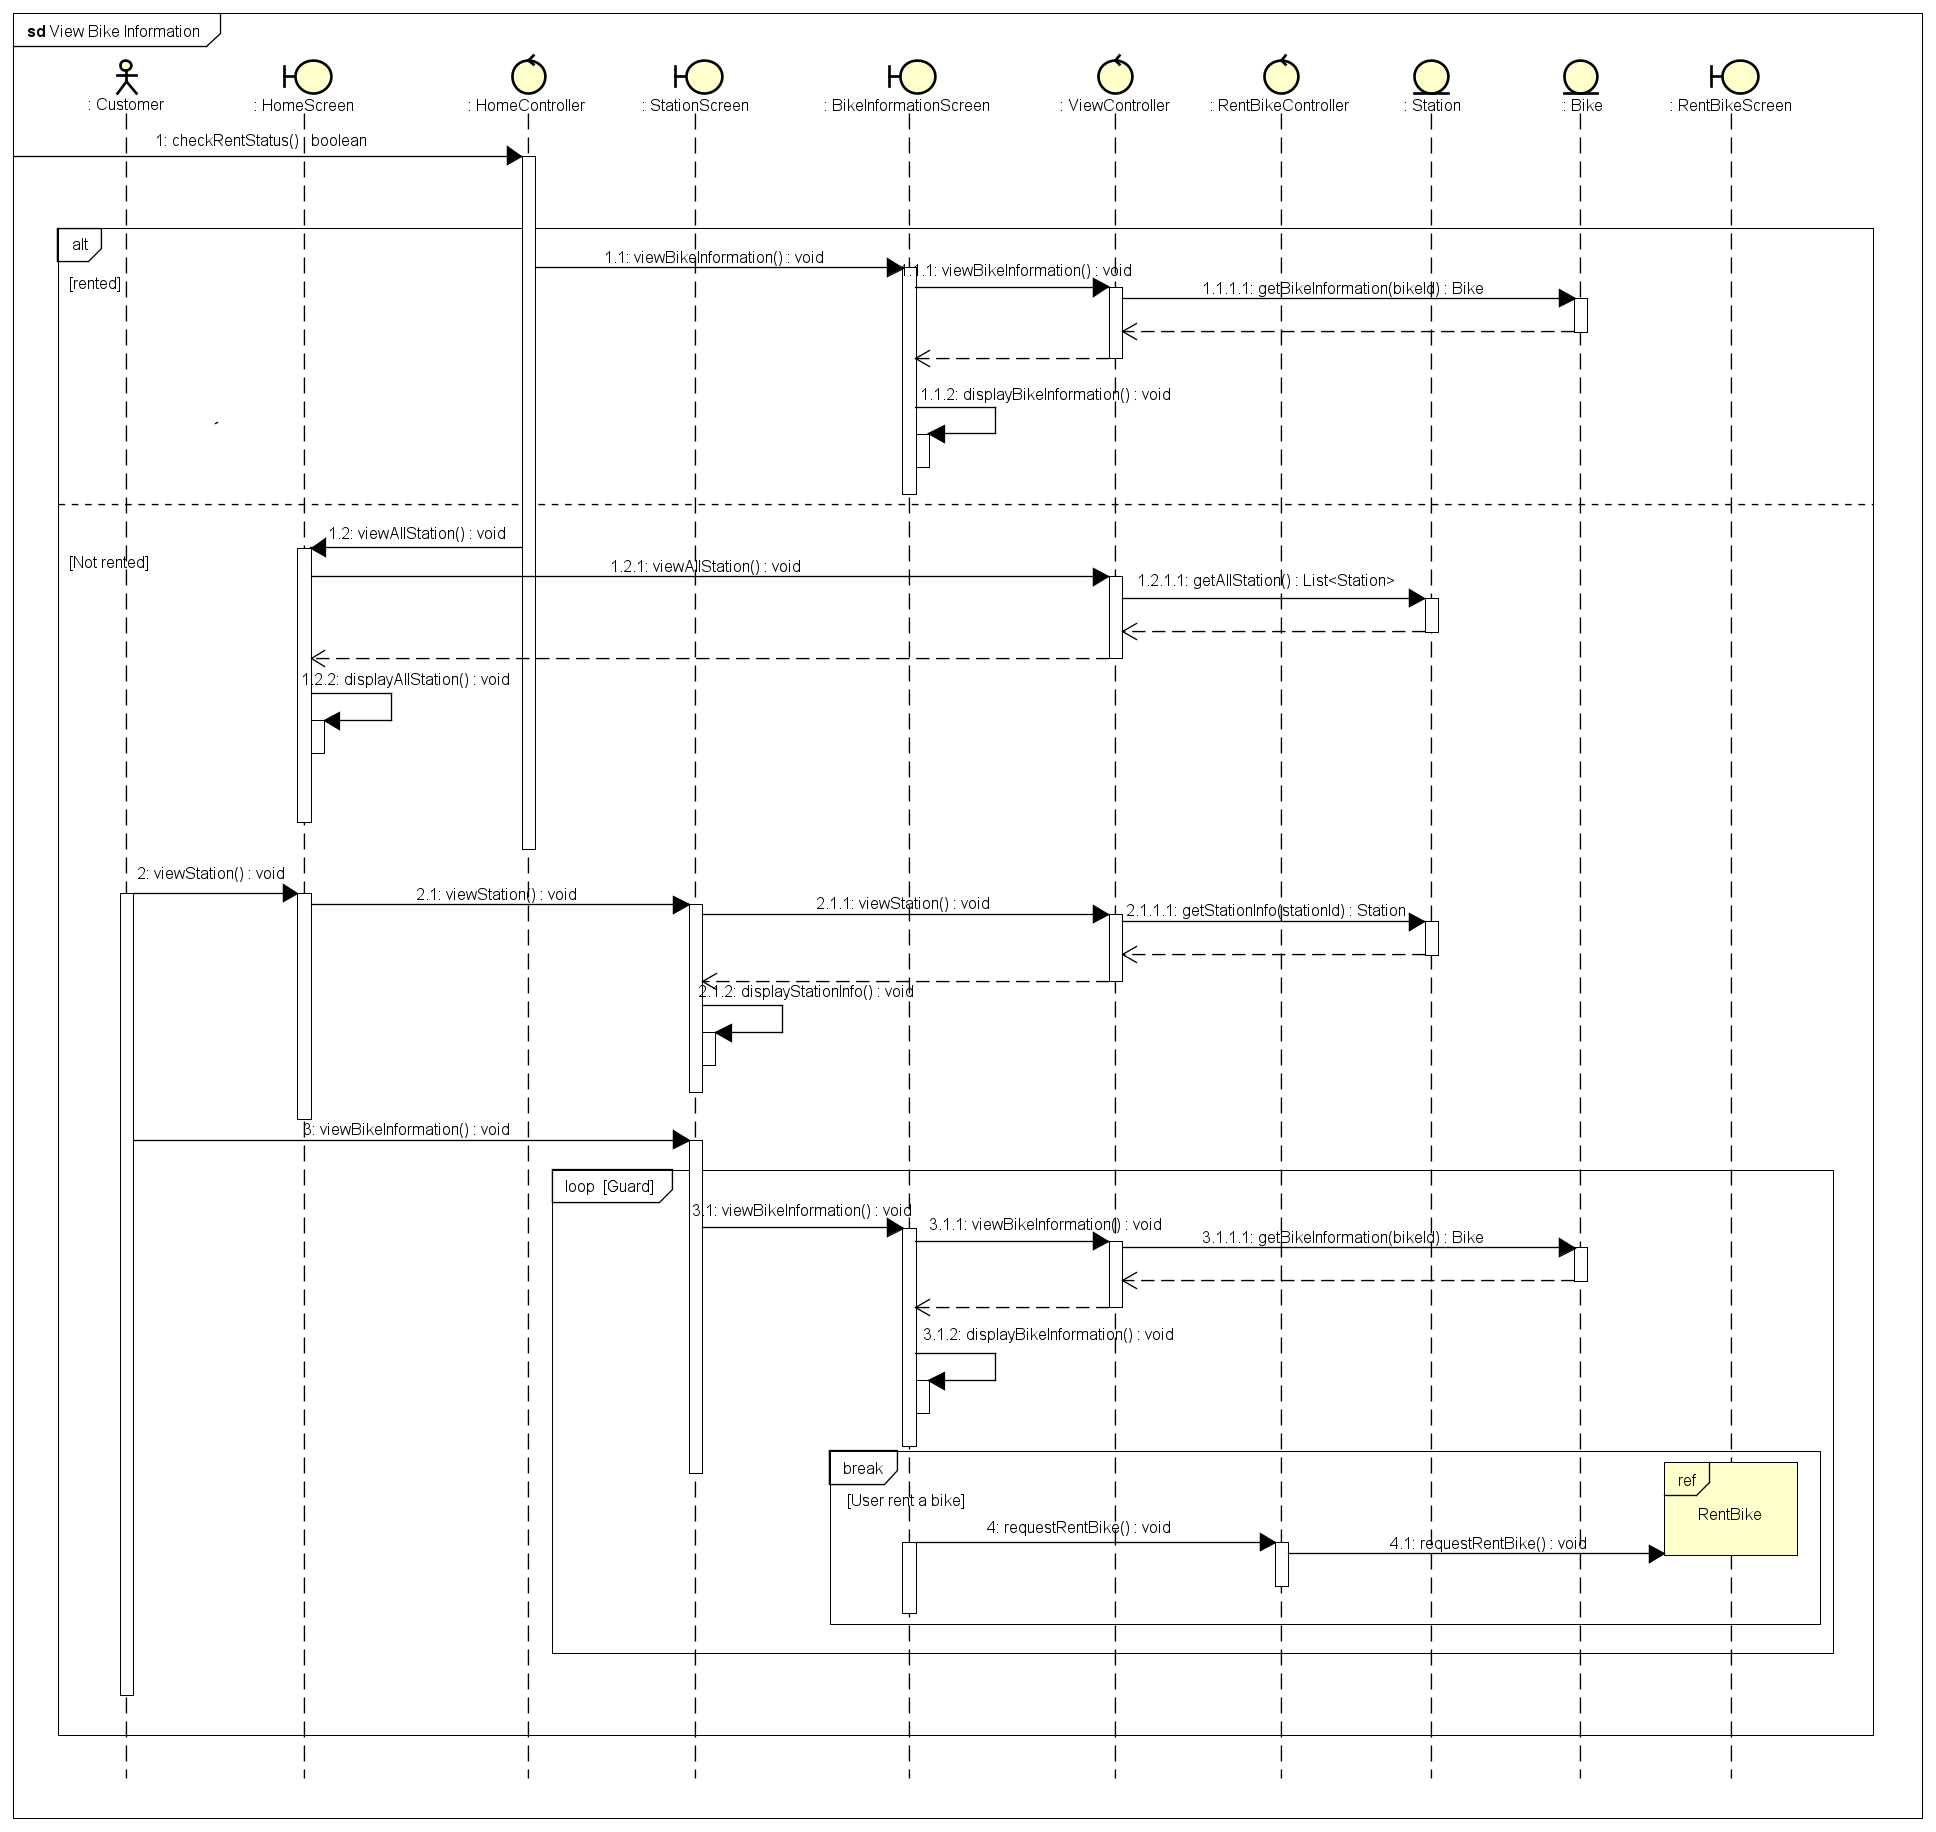 sd View Bike Information
: Customer
: HomeScreen
: HomeController
: StationScreen
: BikeInformationScreen
: ViewController
: RentBikeController
: Station
: Bike
: RentBikeScreen
1: checkRentStatus() : boolean
alt
[rented]
1.1: viewBikeInformation() : void
1.1.1: viewBikeInformation() : void
1.1.1.1: getBikeInformation(bikeId) : Bike
1.1.2: displayBikeInformation() : void
[Not rented]
1.2: viewAllStation() : void
1.2.1: viewAllStation() : void
1.2.1.1: getAllStation() : List<Station>
1.2.2: displayAllStation() : void
2: viewStation() : void
2.1: viewStation() : void
2.1.1: viewStation() : void
2.1.1.1: getStationInfo(stationId) : Station
2.1.2: displayStationInfo() : void
3: viewBikeInformation() : void
loop [Guard]
3.1: viewBikeInformation() : void
3.1.1: viewBikeInformation() : void
3.1.1.1: getBikeInformation(bikeId) : Bike
3.1.2: displayBikeInformation() : void
break
[User rent a bike]
ref
RentBike
4: requestRentBike() : void
4.1: requestRentBike() : void